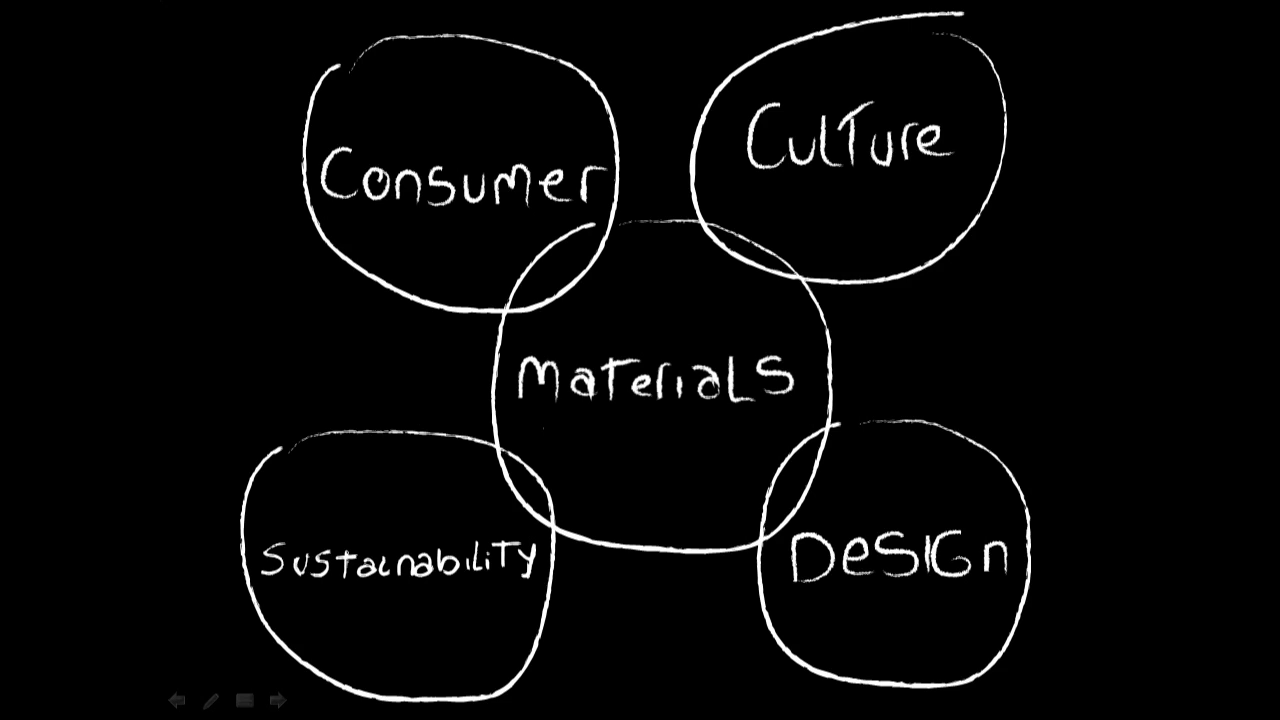 Consumer
CulTure
MaTeriaLS
SusTainabiliTy
DeSIGn